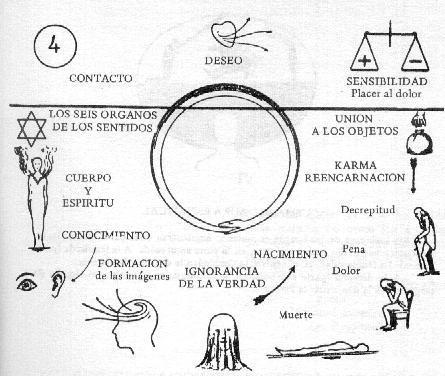 4
DESEO
CONTACTO
+ −
SENSIBILIDAD
Placer al dolor
LOS SEIS ORGANOS
DE LOS SENTIDOS
UNION
A LOS OBJETOS
CUERPO
Y
ESPIRITU
KARMA
REENCARNACION
Decrepitud
CONOCIMIENTO
Pena
Dolor
FORMACION
de las imágenes
NACIMIENTO
IGNORANCIA
DE LA VERDAD
Muerte